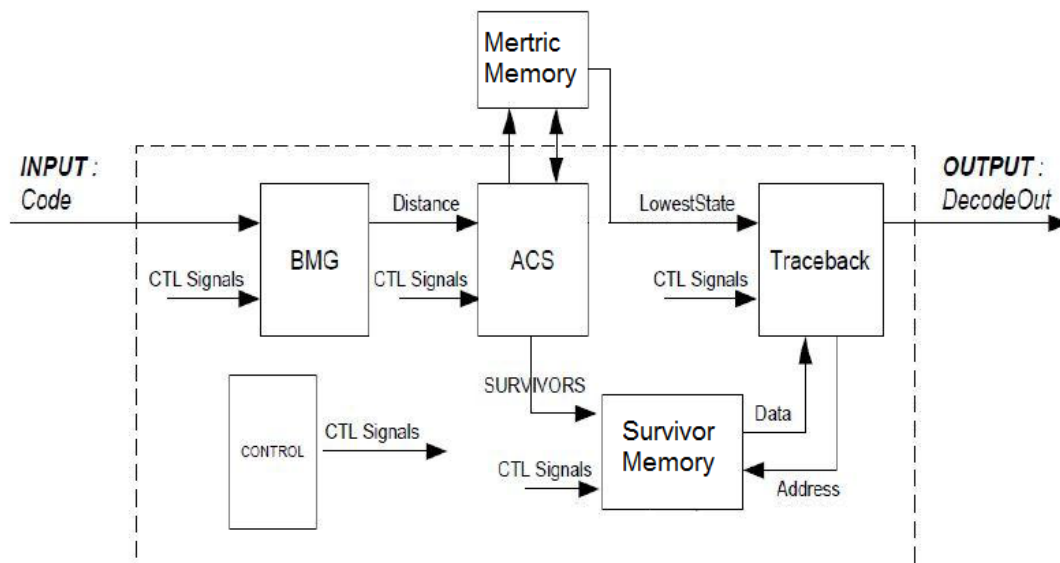 Mertric
Memory
INPUT :
Code
OUTPUT :
DecodeOut
Distance
LowestState
BMG
ACS
Traceback
CTL Signals
CTL Signals
CTL Signals
SURVIVORS
CONTROL
CTL Signals
Survivor
Memory
Data
CTL Signals
Address